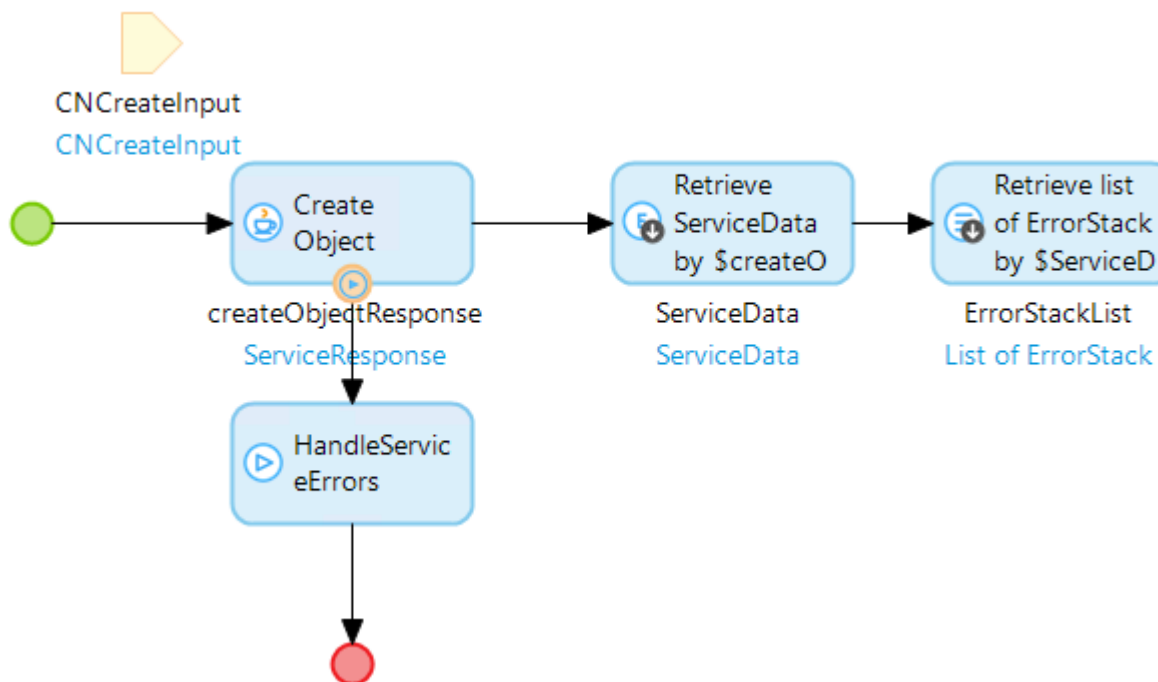 CNCreateInput
CNCreateInput
Create
Object
createObjectResponse
ServiceResponse
Retrieve
ServiceData
by $createO
ServiceData
ServiceData
Retrieve list
of ErrorStack
by $ServiceD
ErrorStackList
List of ErrorStack
HandleServic
eErrors